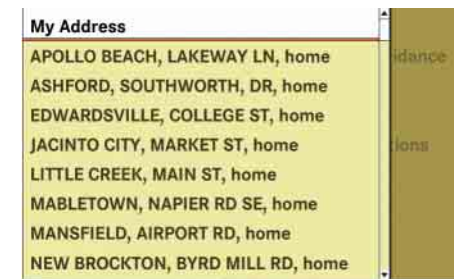 My Address
APOLLO BEACH, LAKEWAY LN, home
idance
ASHFORD, SOUTHWORTH, DR, home
EDWARDSVILLE, COLLEGE ST, home
JACINTO CITY, MARKET ST, home
tions
LITTLE CREEK, MAIN ST, home
MABLETOWN, NAPIER RD SE, home
MANSFIELD, AIRPORT RD, home
NEW BROCKTON, BYRD MILL RD, home